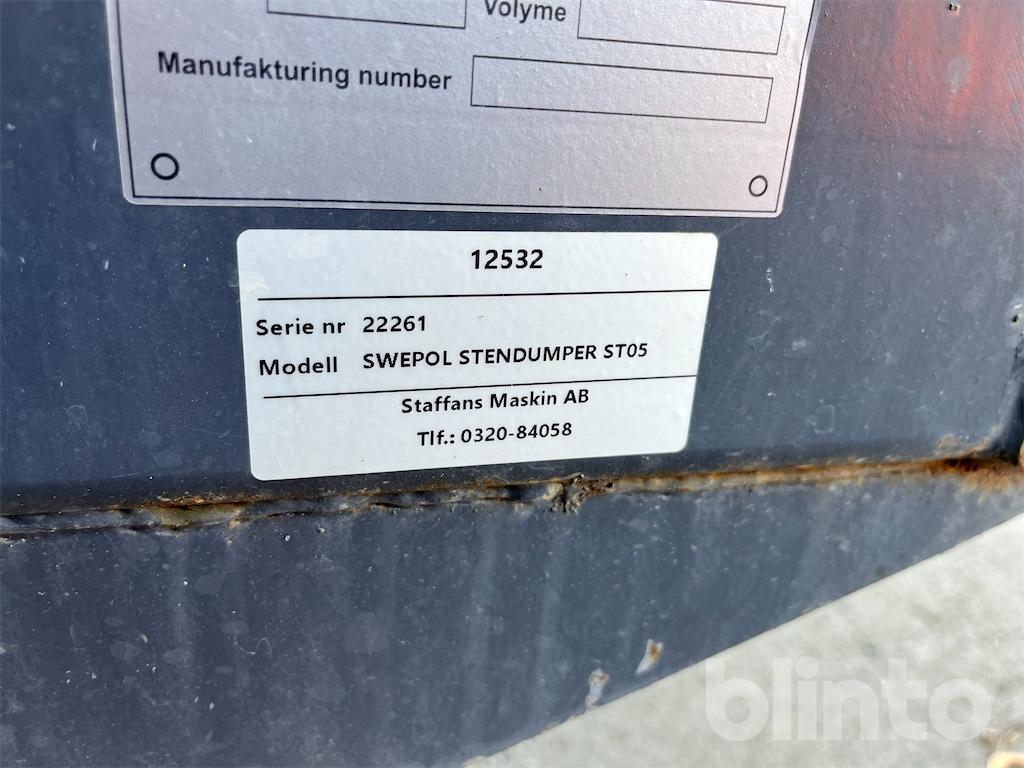 Volyme
Manufakturing number
12532
Serie nr 22261
Modell SWEPOL STENDUMPER ST05
Staffans Maskin AB
Tlf.: 0320-84058
blinto